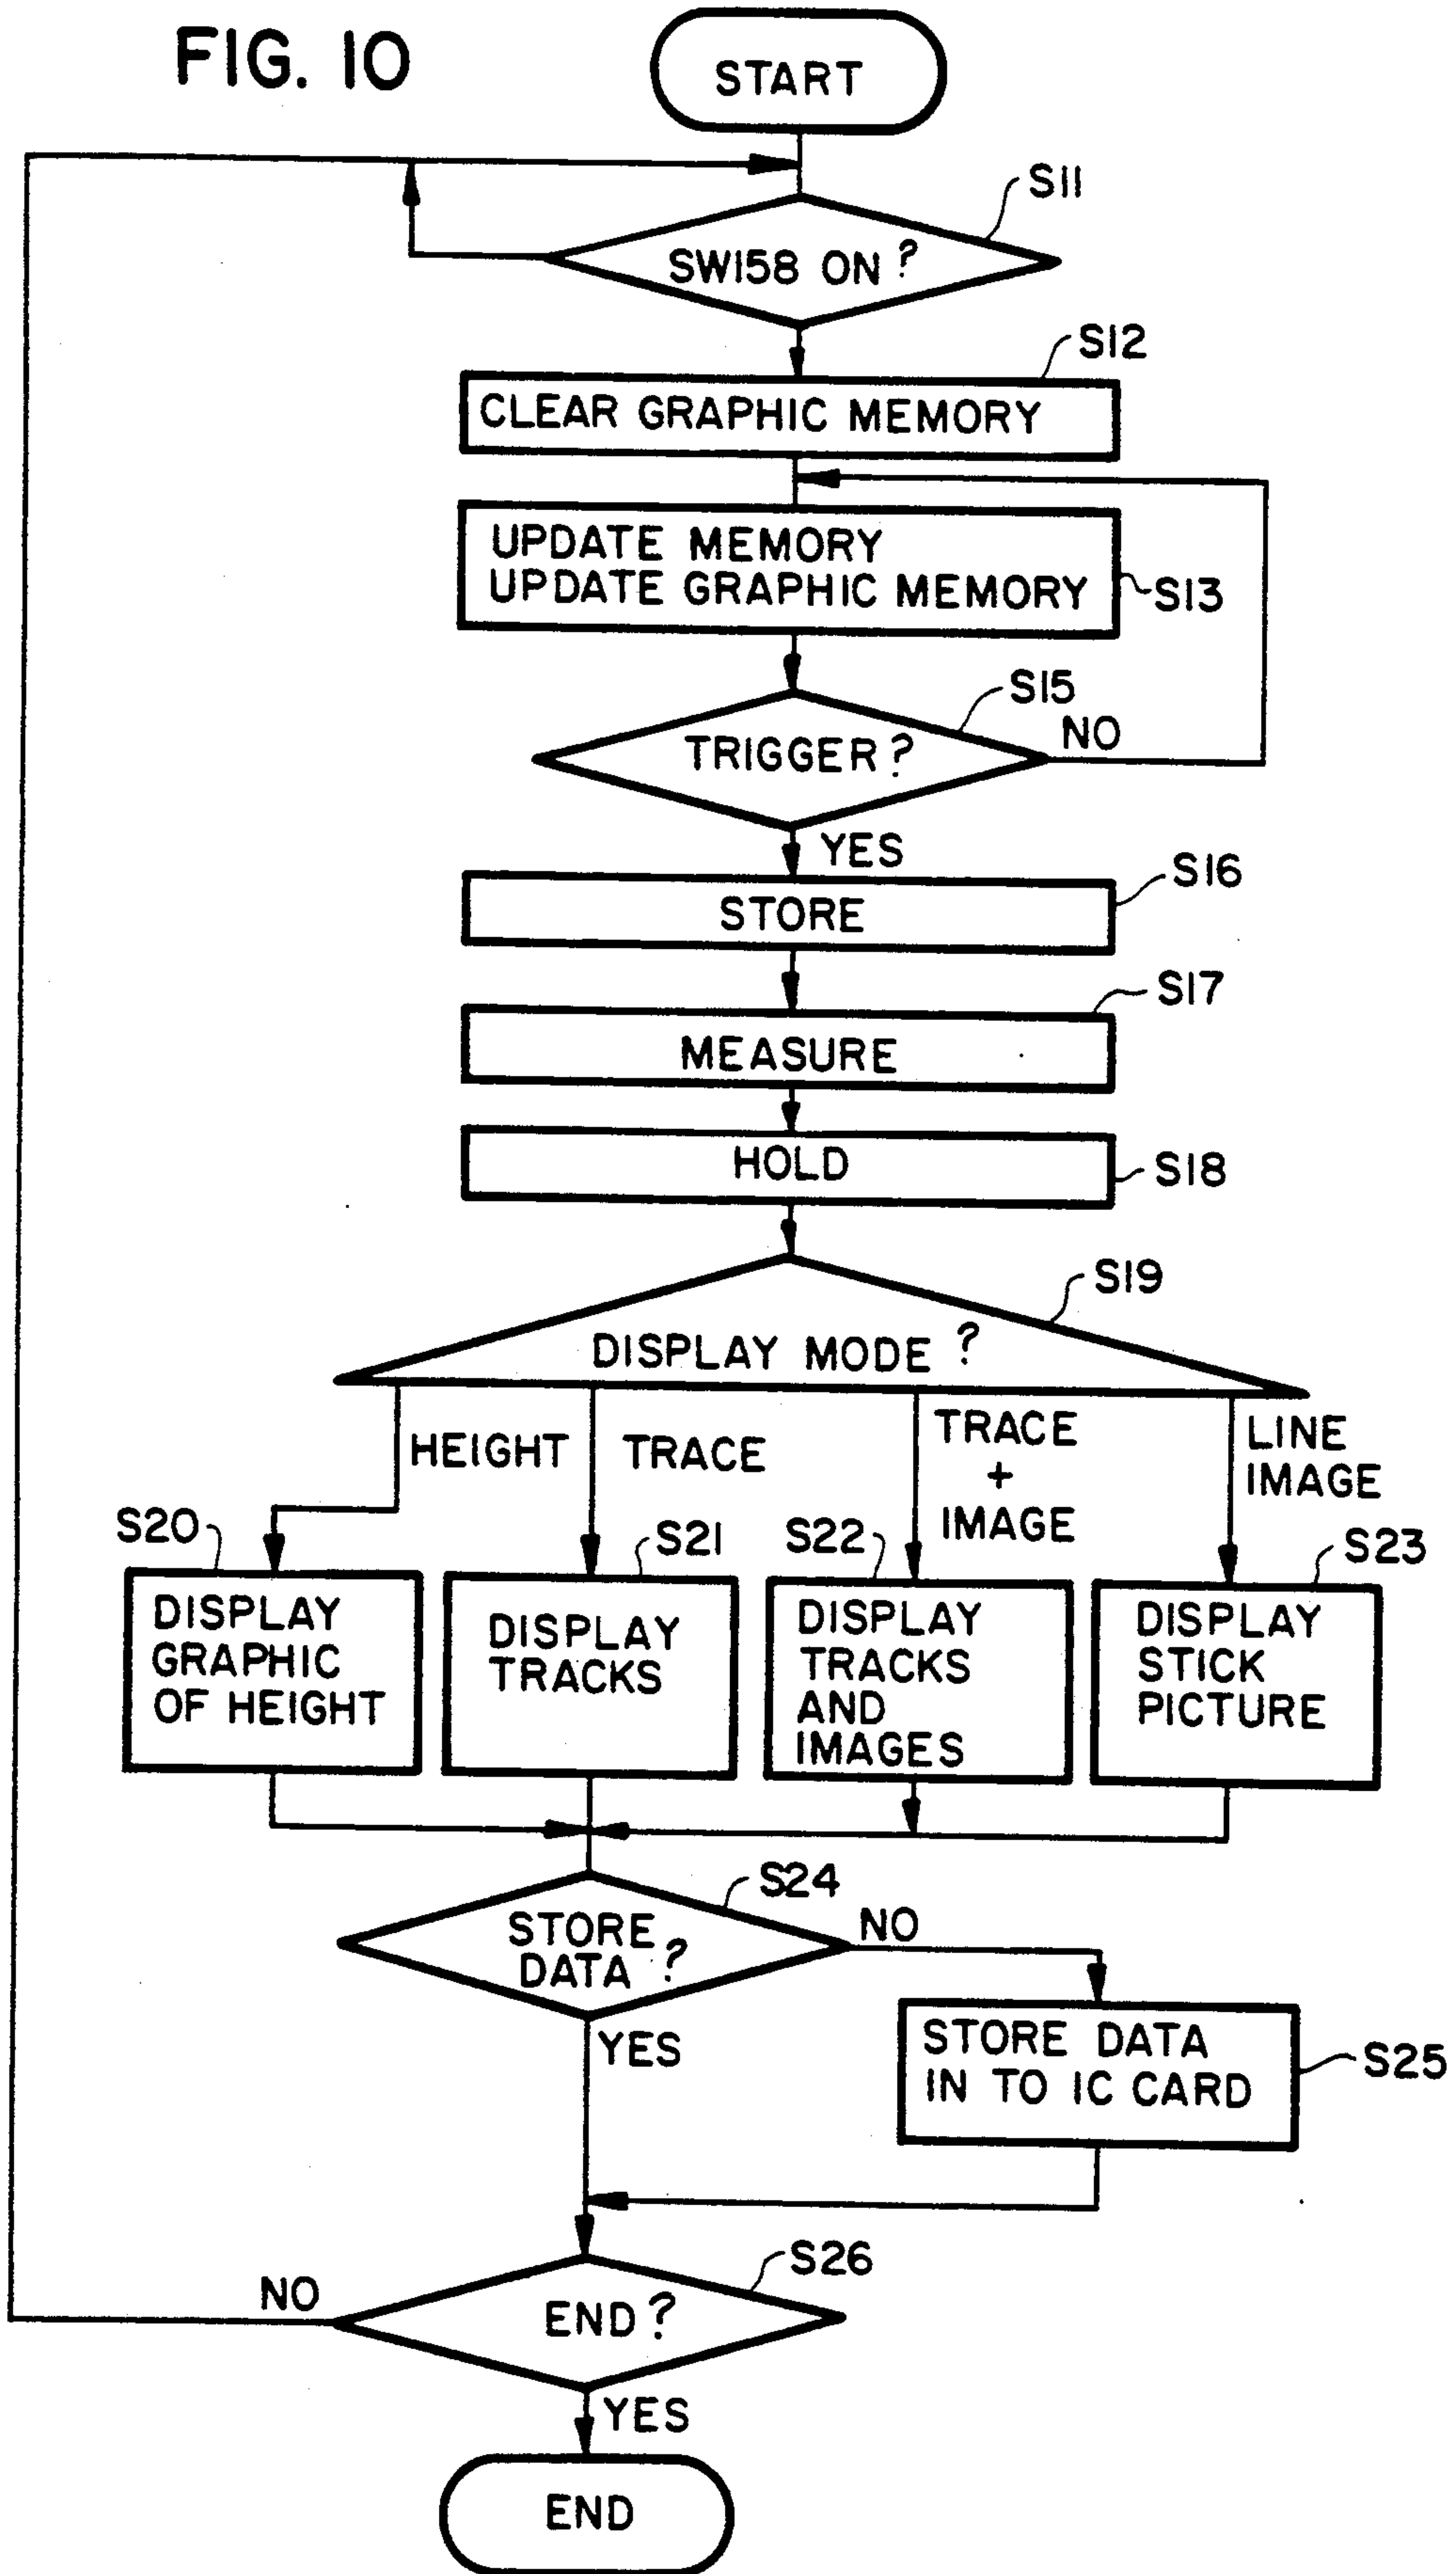 FIG. 10
START
S11
SW158 ON ?
S12
CLEAR GRAPHIC MEMORY
UPDATE MEMORY
UPDATE GRAPHIC MEMORY
S13
S15
TRIGGER ?
NO
YES
S16
STORE
S17
MEASURE
HOLD
S18
S19
DISPLAY MODE ?
HEIGHT
TRACE
TRACE
+
IMAGE
LINE
IMAGE
S20
DISPLAY
GRAPHIC
OF HEIGHT
S21
DISPLAY
TRACKS
S22
DISPLAY
TRACKS
AND
IMAGES
S23
DISPLAY
STICK
PICTURE
S24
STORE
DATA ?
NO
YES
STORE DATA
IN TO IC CARD
S25
S26
END ?
NO
YES
END